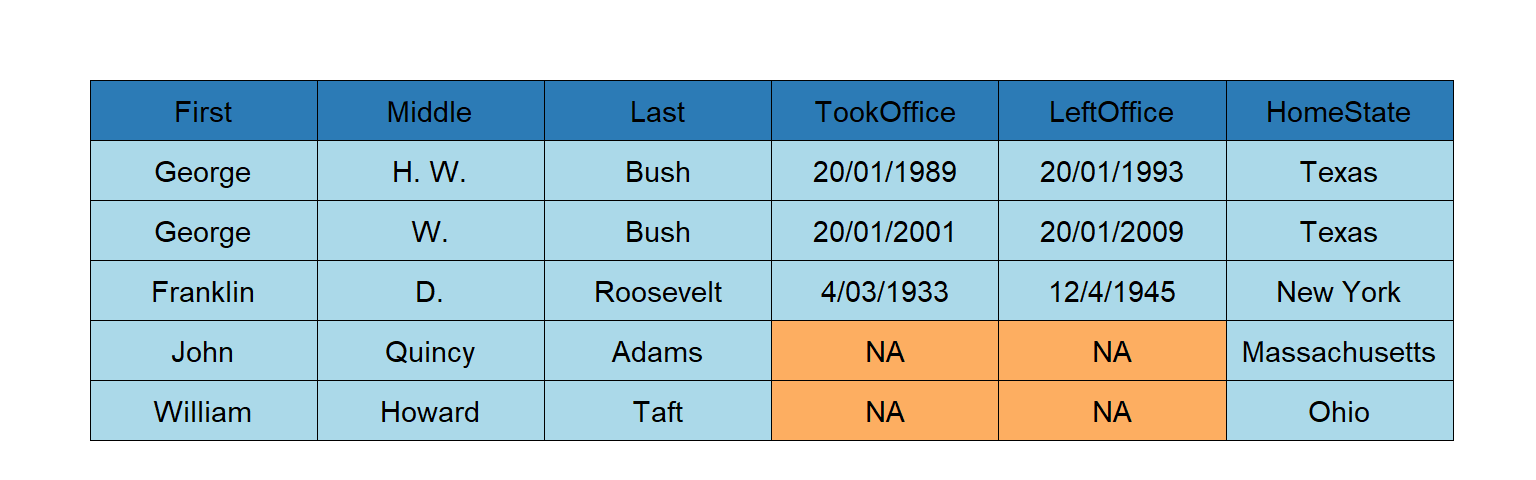 First Middle Last TookOffice LeftOffice HomeState
George H. W. Bush 20/01/1989 20/01/1993 Texas
George W. Bush 20/01/2001 20/01/2009 Texas
Franklin D. Roosevelt 4/03/1933 12/4/1945 New York
John Quincy Adams NA NA Massachusetts
William Howard Taft NA NA Ohio